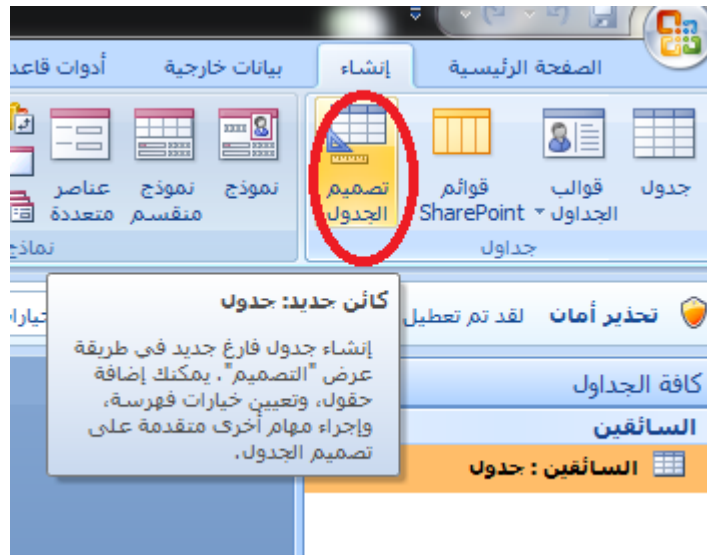 الصفحة الرئيسية إنشاء بيانات خارجية أدوات قاعد
جدول
قوالب الجداول
قوائم SharePoint
تصميم الجدول
نموذج
نموذج منقسم
عناصر متعددة
جداول
نماذج
تحذير أمان لقد تم تعطيل
كائن جديد: جدول
إنشاء جدول فارغ جديد في طريقة
عرض "التصميم". يمكنك إضافة
حقول، وتعيين خيارات فهرسة،
وإجراء مهام أخرى متقدمة على
تصميم الجدول.
كافة الجداول
السائقين
السائقين : جدول